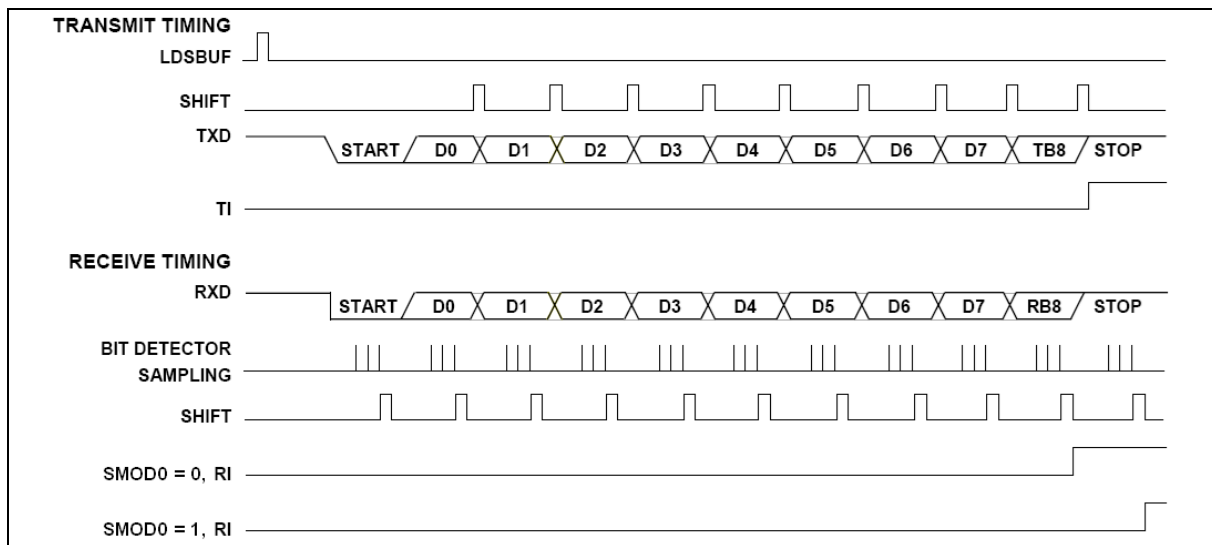 TRANSMIT TIMING
LDSBUF
SHIFT
TXD START D0 D1 D2 D3 D4 D5 D6 D7 TB8 STOP
TI
RECEIVE TIMING
RXD START D0 D1 D2 D3 D4 D5 D6 D7 RB8 STOP
BIT DETECTOR
SAMPLING
SHIFT
SMOD0 = 0, RI
SMOD0 = 1, RI